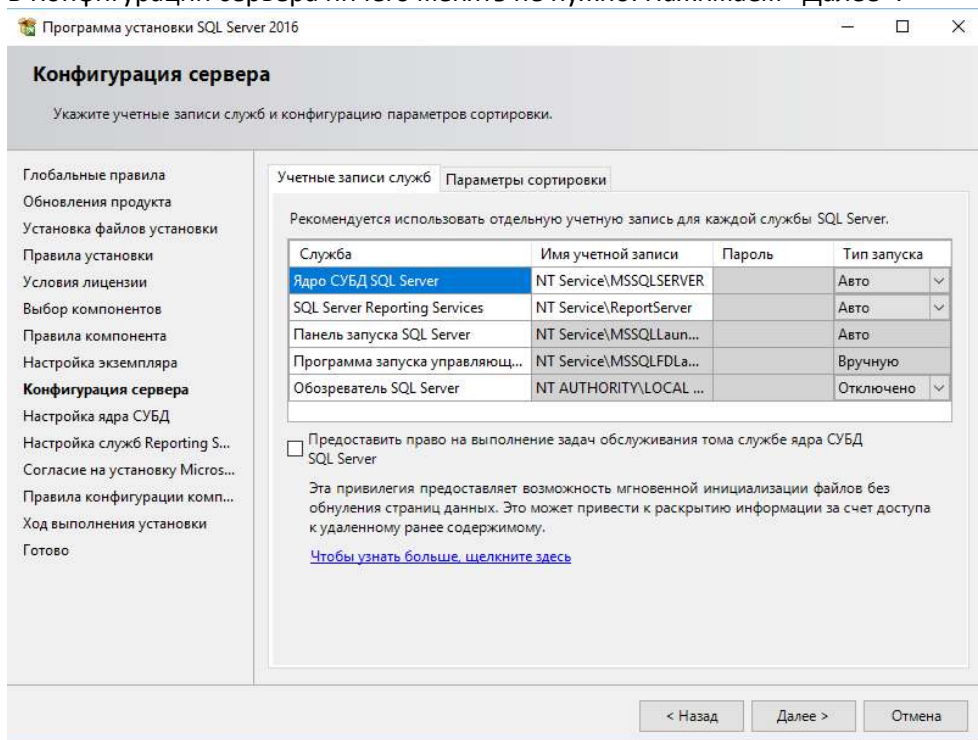 В конфигурации сервера ничего менять не нужно. Нажимаем "Далее".
Программа установки SQL Server 2016
Конфигурация сервера
Укажите учетные записи служб и конфигурацию параметров сортировки.
Глобальные правила
Обновления продукта
Установка файлов установки
Правила установки
Условия лицензии
Выбор компонентов
Правила компонента
Настройка экземпляра
Конфигурация сервера
Настройка ядра СУБД
Настройка служб Reporting S...
Согласие на установку Micros...
Правила конфигурации комп...
Ход выполнения установки
Готово
Учетные записи служб Параметры сортировки
Рекомендуется использовать отдельную учетную запись для каждой службы SQL Server.
Служба Имя учетной записи Пароль Тип запуска
Ядро СУБД SQL Server NT Service\MSSQLSERVER Авто
SQL Server Reporting Services NT Service\ReportServer Авто
Панель запуска SQL Server NT Service\MSSQLLaun... Авто
Программа запуска управляющ... NT Service\MSSQLFDLa... Вручную
Обозреватель SQL Server NT AUTHORITY\LOCAL ... Отключено
Предоставить право на выполнение задач обслуживания тома службе ядра СУБД
SQL Server
Эта привилегия предоставляет возможность мгновенной инициализации файлов без
обнуления страниц данных. Это может привести к раскрытию информации за счет доступа
к удаленному ранее содержимому.
Чтобы узнать больше, щелкните здесь
< Назад Далее > Отмена